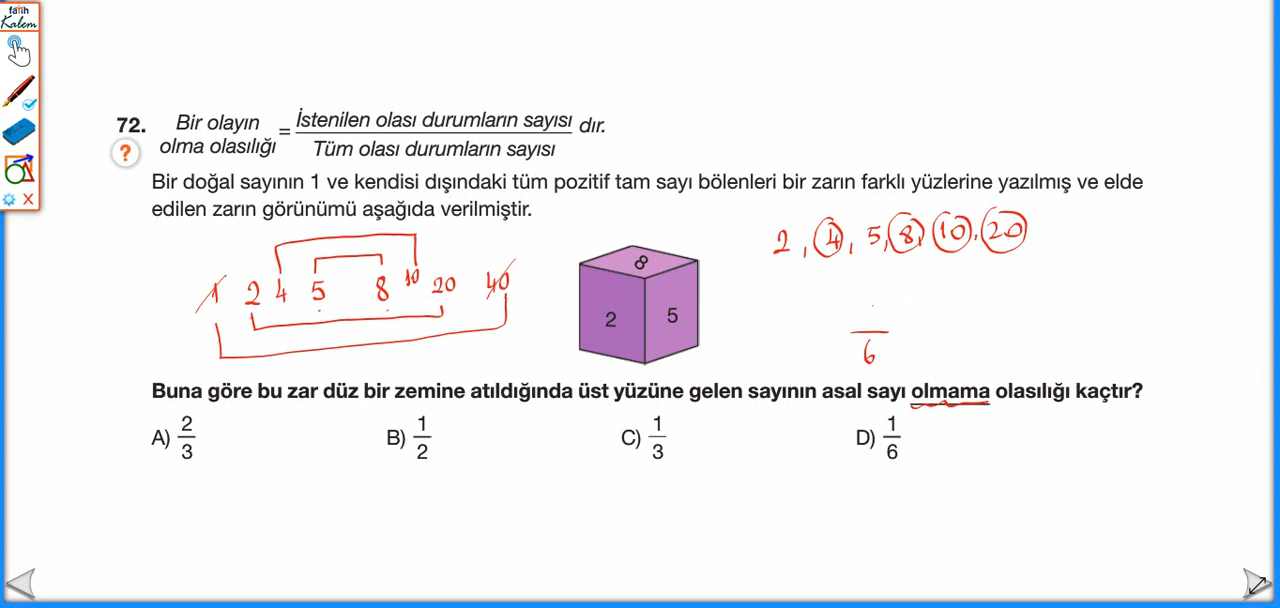 fatih
Kalem
72. Bir olayın olma olasılığı = İstenilen olası durumların sayısı / Tüm olası durumların sayısı dır.
?
Bir doğal sayının 1 ve kendisi dışındaki tüm pozitif tam sayı bölenleri bir zarın farklı yüzlerine yazılmış ve elde
edilen zarın görünümü aşağıda verilmiştir.
2, 4, 5, 8, 10, 20
1 2 4 5 8 10 20 40
8
2 5
6
Buna göre bu zar düz bir zemine atıldığında üst yüzüne gelen sayının asal sayı olmama olasılığı kaçtır?
A) 2/3 B) 1/2 C) 1/3 D) 1/6